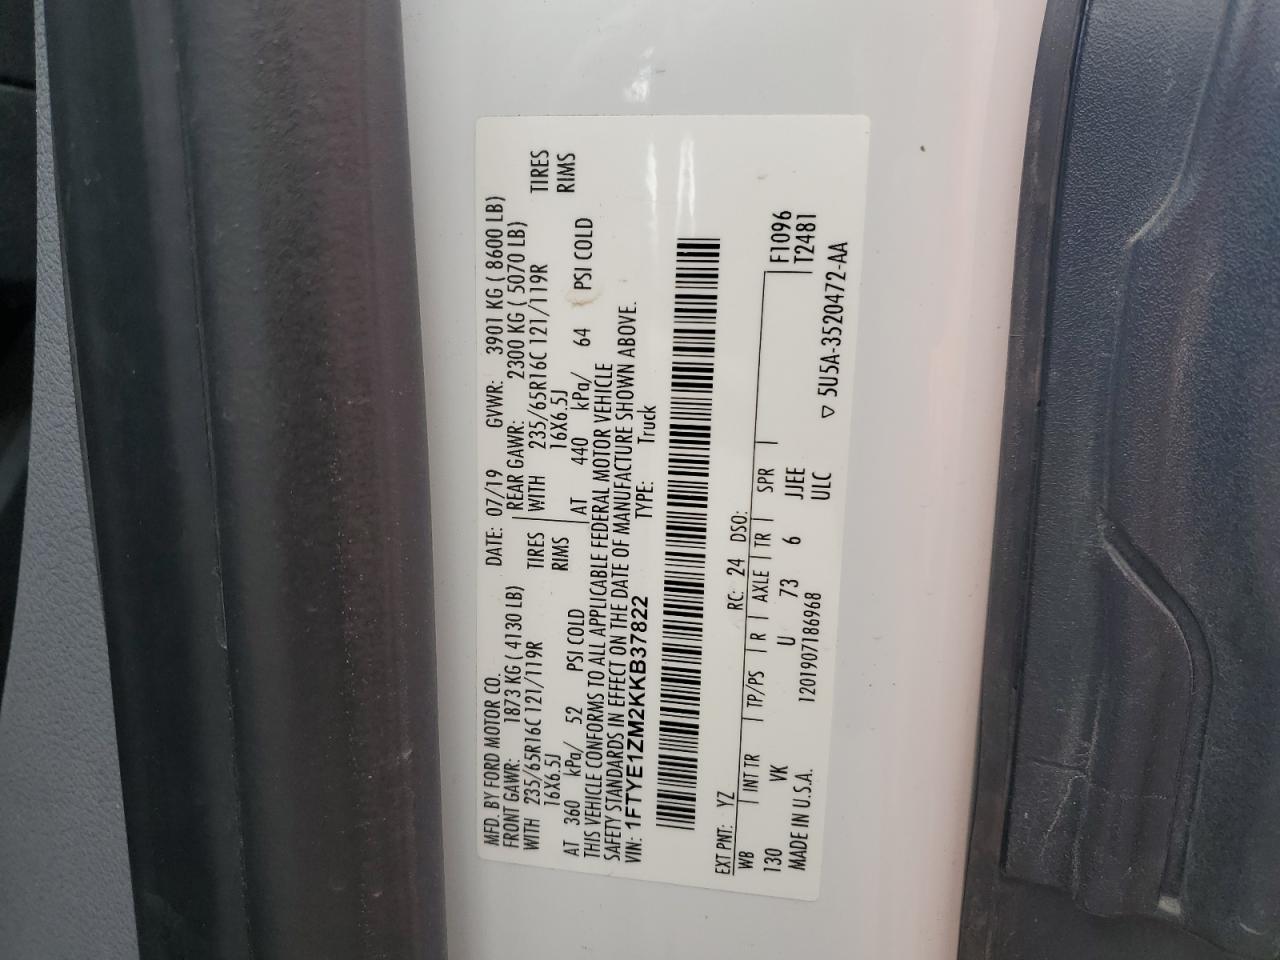 MFD. BY FORD MOTOR CO. DATE: 07/19 GVWR: 3901 KG ( 8600 LB)
FRONT GAWR: 1873 KG ( 4130 LB) REAR GAWR: 2300 KG ( 5070 LB)
WITH 235/65R16C 121/119R TIRES WITH 235/65R16C 121/119R TIRES
16X6.5J RIMS 16X6.5J RIMS
AT 360 kPa/ 52 PSI COLD AT 440 kPa/ 64 PSI COLD
THIS VEHICLE CONFORMS TO ALL APPLICABLE FEDERAL MOTOR VEHICLE
SAFETY STANDARDS IN EFFECT ON THE DATE OF MANUFACTURE SHOWN ABOVE.
VIN: 1FTYE1ZM2KKB37822 TYPE: Truck
EXT PNT: YZ RC: 24 DSO: F1096
WB INT TR TP/PS R AXLE TR SPR T2481
130 VK U 73 6 JJEE
MADE IN U.S.A. 1201907186968 ULC ▽ 5U5A-3520472-AA